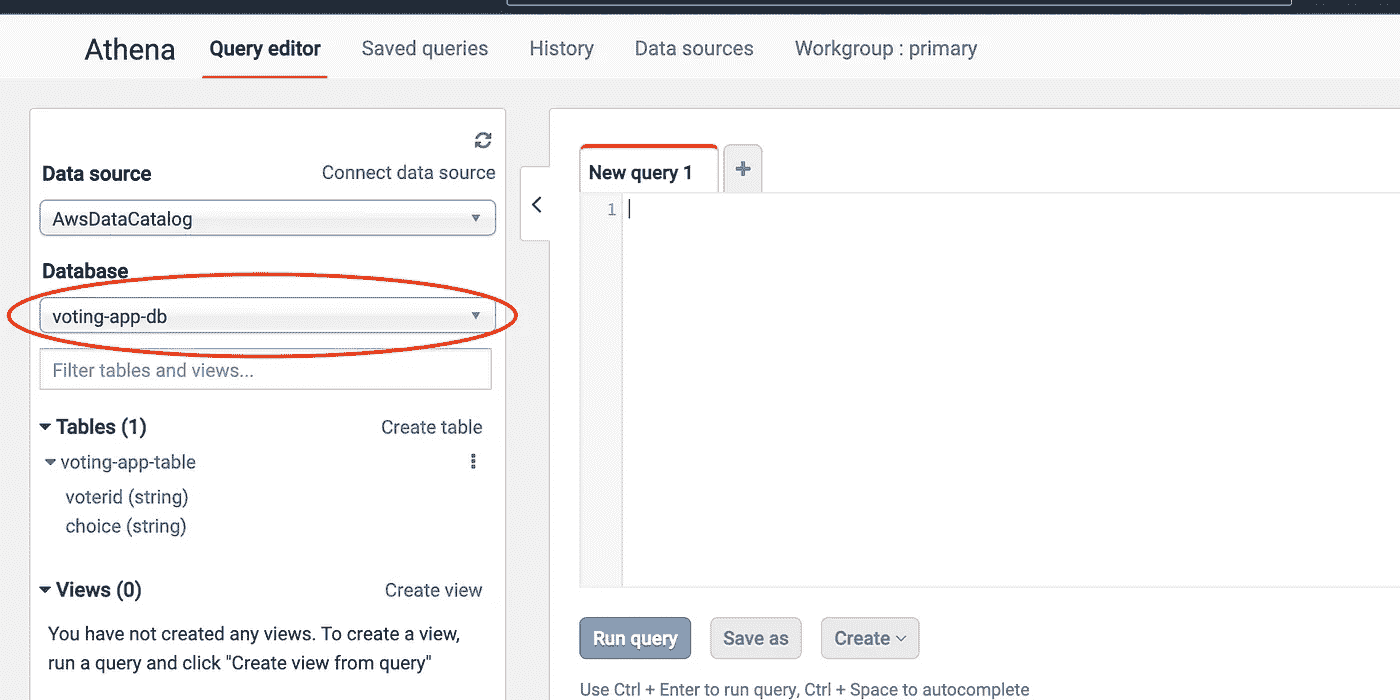 Athena Query editor Saved queries History Data sources Workgroup : primary
Data source Connect data source
AwsDataCatalog
Database
voting-app-db
Filter tables and views...
Tables (1) Create table
voting-app-table
voterid (string)
choice (string)
Views (0) Create view
You have not created any views. To create a view,
run a query and click "Create view from query"
New query 1
1
Run query Save as Create
Use Ctrl + Enter to run query, Ctrl + Space to autocomplete